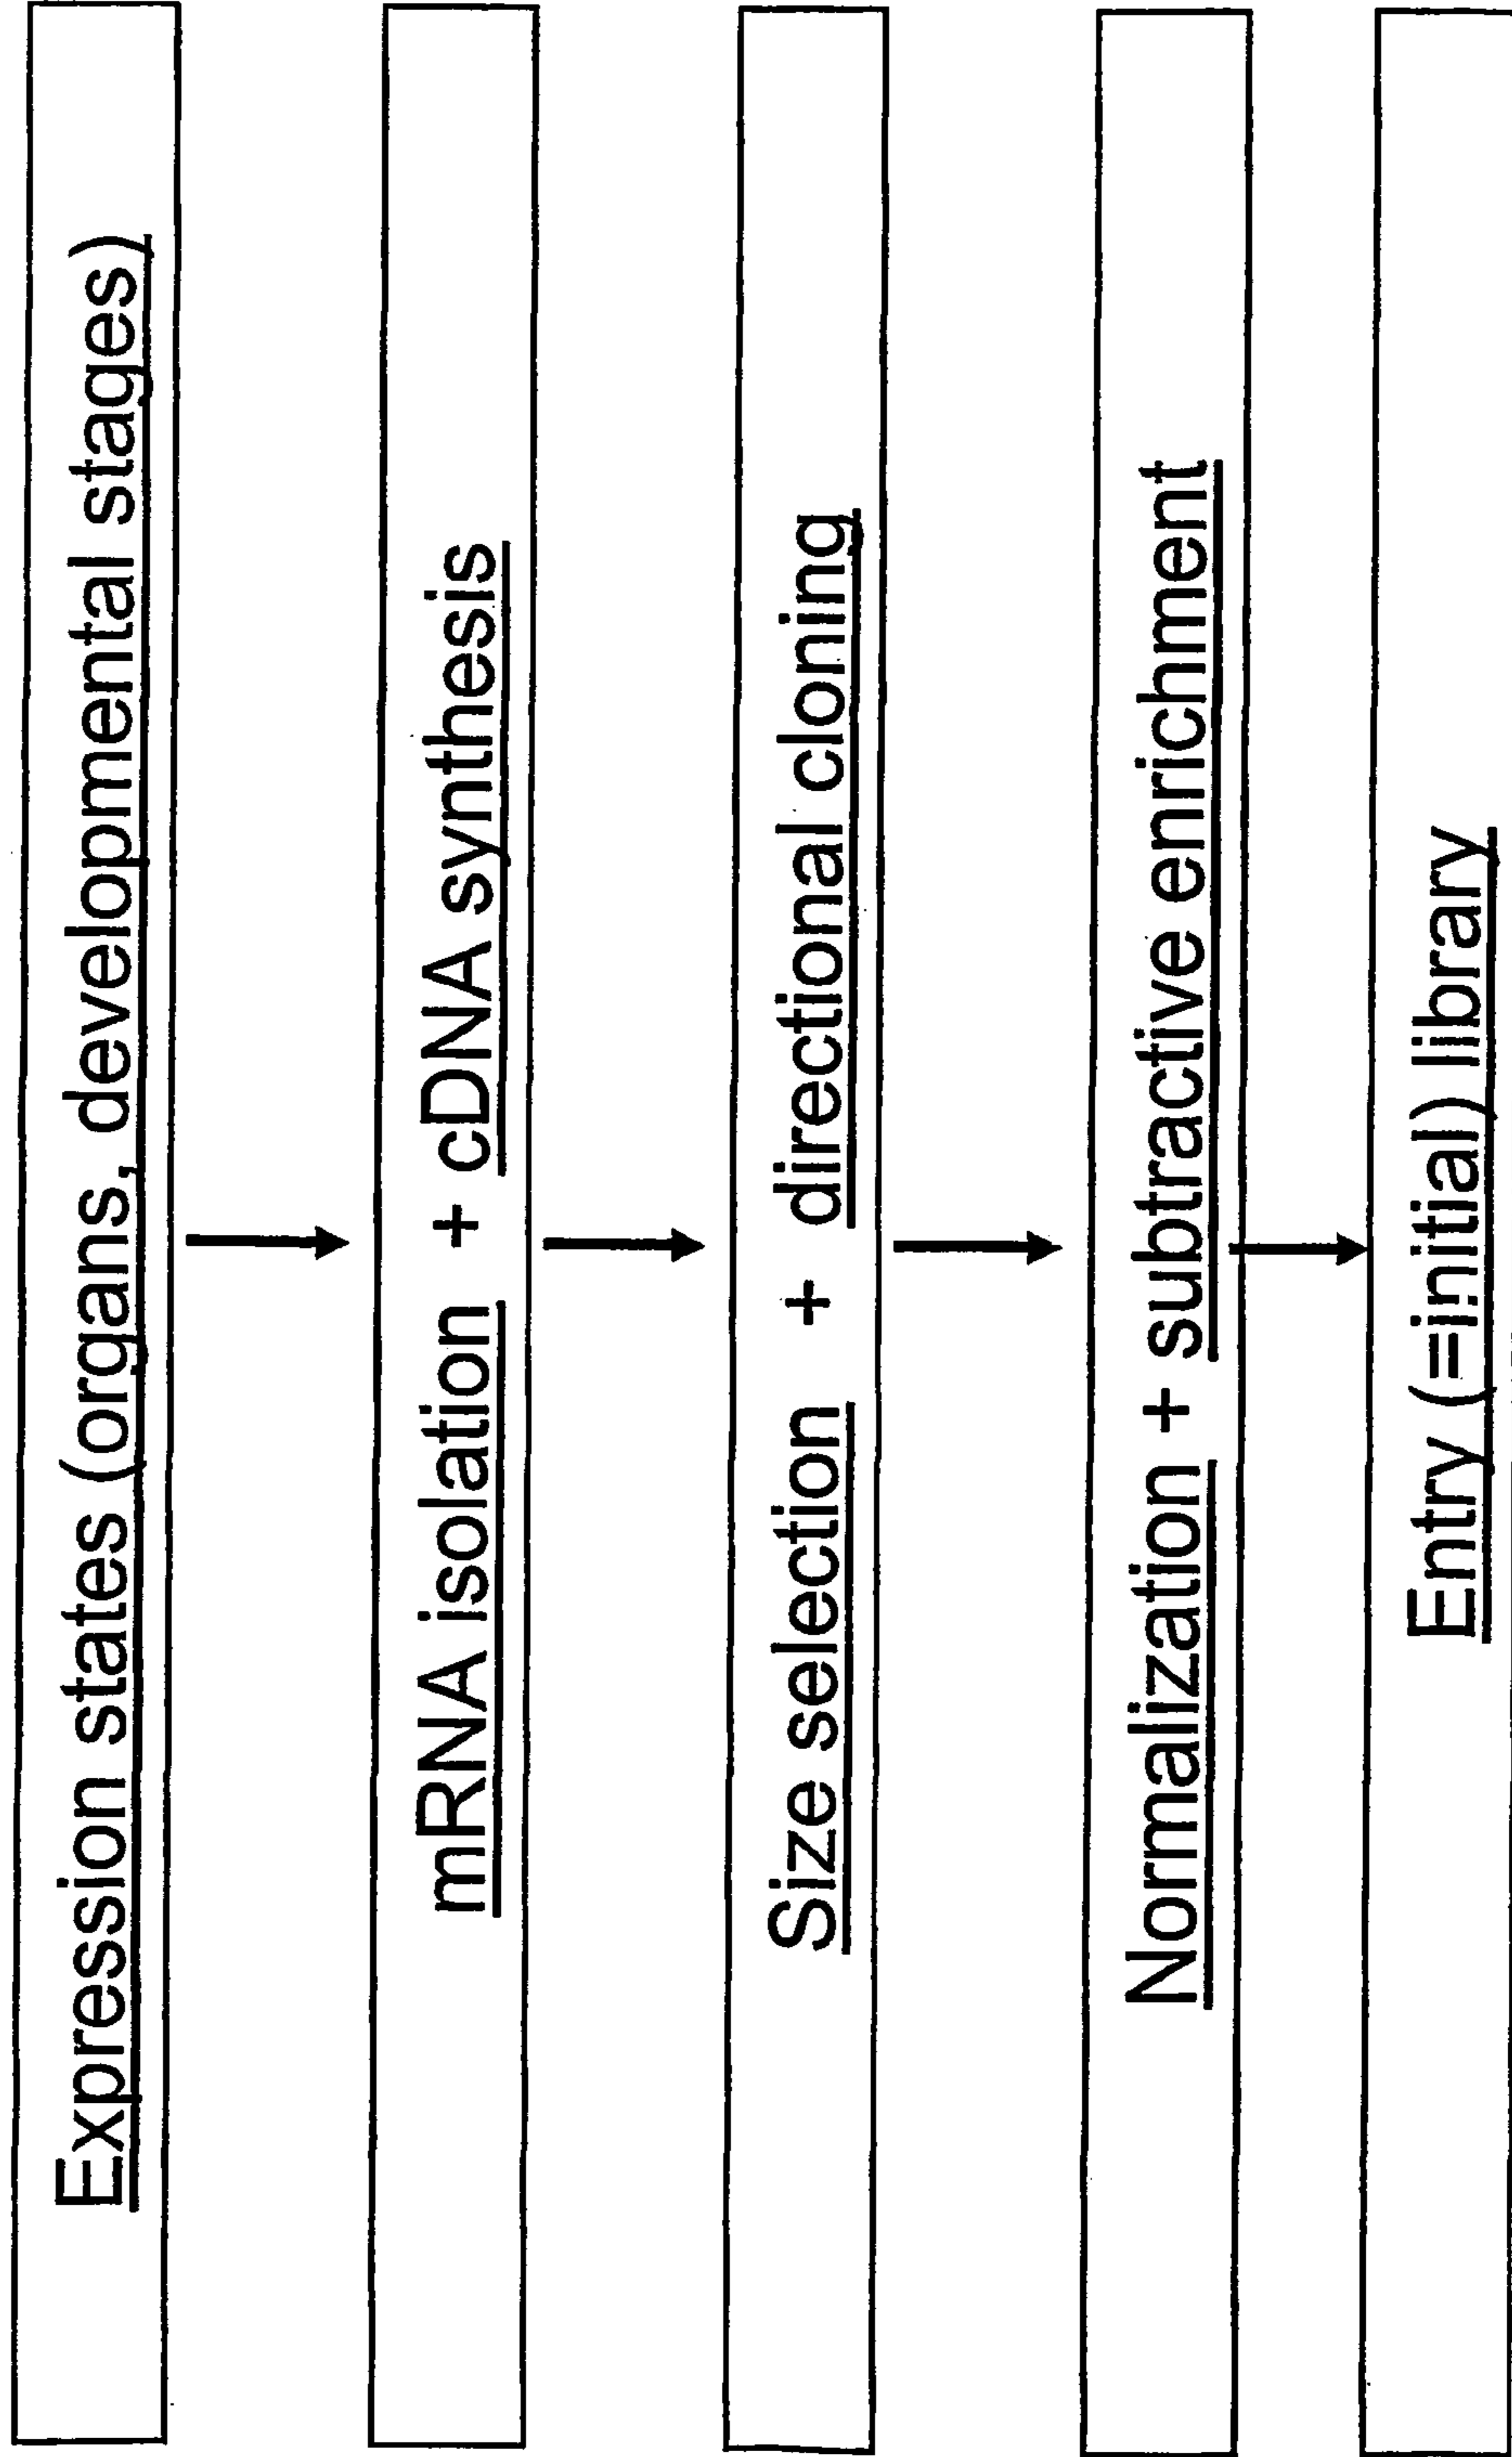 Expression states (organs, developmental stages)
mRNA isolation + cDNA synthesis
Size selection + directional cloning
Normalization + subtractive enrichment
Entry (=initial) library